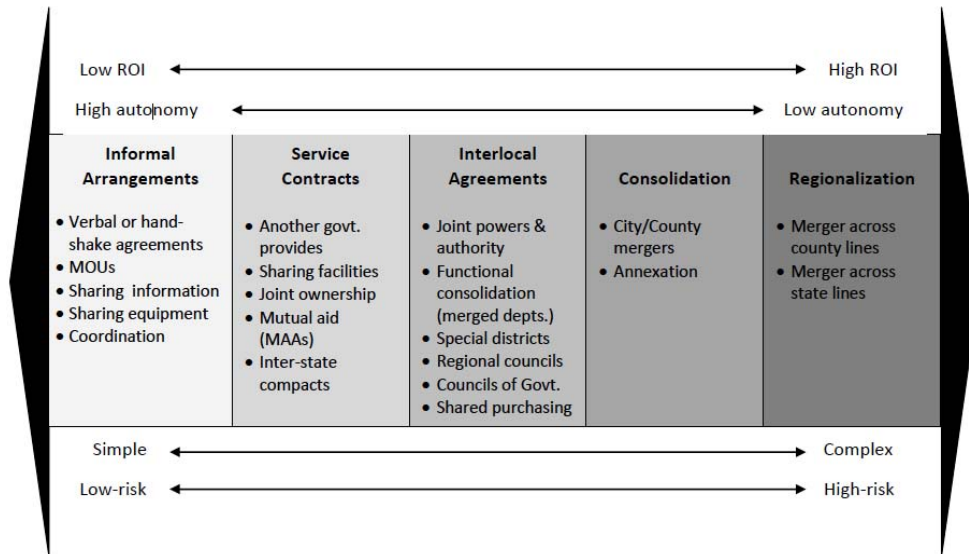 Low ROI
High ROI
High autonomy
Low autonomy
Informal
Arrangements
• Verbal or hand-
shake agreements
• MOUs
• Sharing information
• Sharing equipment
• Coordination
Service
Contracts
• Another govt.
provides
• Sharing facilities
• Joint ownership
• Mutual aid
(MAAs)
• Inter-state
compacts
Interlocal
Agreements
• Joint powers &
authority
• Functional
consolidation
(merged depts.)
• Special districts
• Regional councils
• Councils of Govt.
• Shared purchasing
Consolidation
• City/County
mergers
• Annexation
Regionalization
• Merger across
county lines
• Merger across
state lines
Simple
Complex
Low-risk
High-risk